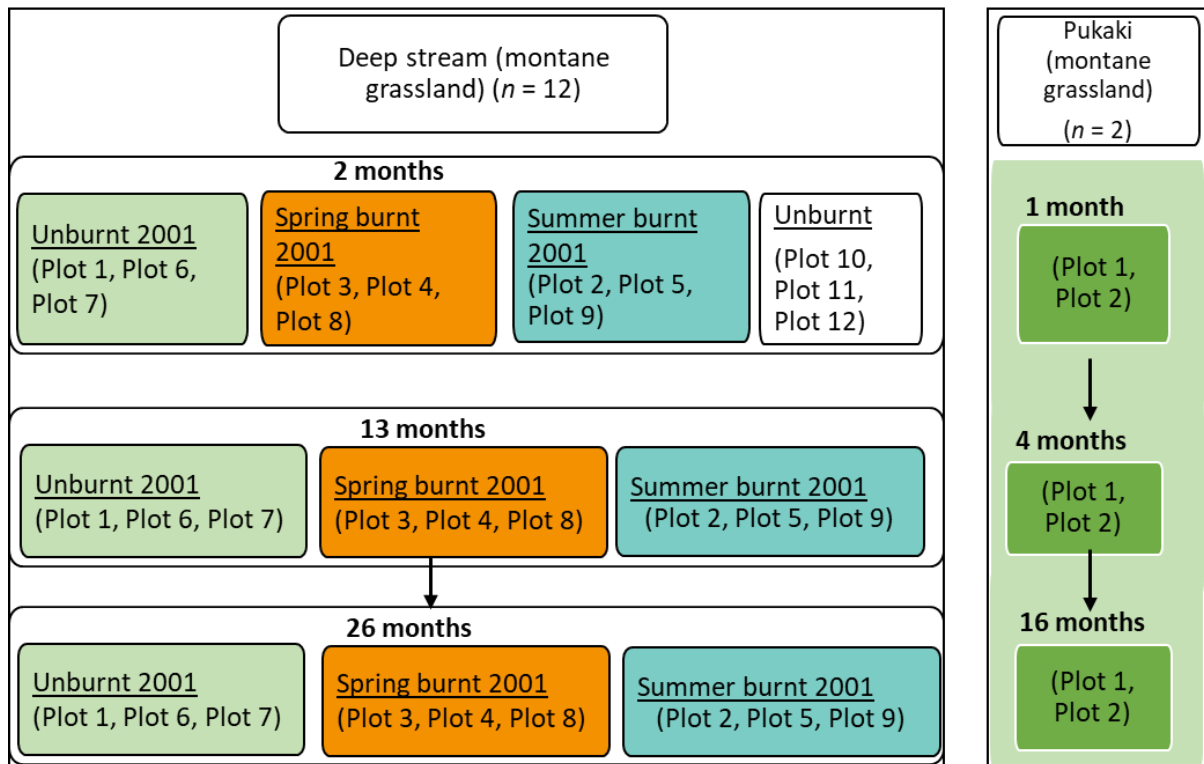 Deep stream (montane
grassland) (n = 12)
2 months
Unburnt 2001
(Plot 1, Plot 6,
Plot 7)
Spring burnt
2001
(Plot 3, Plot 4,
Plot 8)
Summer burnt
2001
(Plot 2, Plot 5,
Plot 9)
Unburnt
(Plot 10,
Plot 11,
Plot 12)
13 months
Unburnt 2001
(Plot 1, Plot 6, Plot 7)
Spring burnt 2001
(Plot 3, Plot 4, Plot 8)
Summer burnt 2001
(Plot 2, Plot 5, Plot 9)
26 months
Unburnt 2001
(Plot 1, Plot 6, Plot 7)
Spring burnt 2001
(Plot 3, Plot 4, Plot 8)
Summer burnt 2001
(Plot 2, Plot 5, Plot 9)
Pukaki
(montane
grassland)
(n = 2)
1 month
(Plot 1,
Plot 2)
4 months
(Plot 1,
Plot 2)
16 months
(Plot 1,
Plot 2)